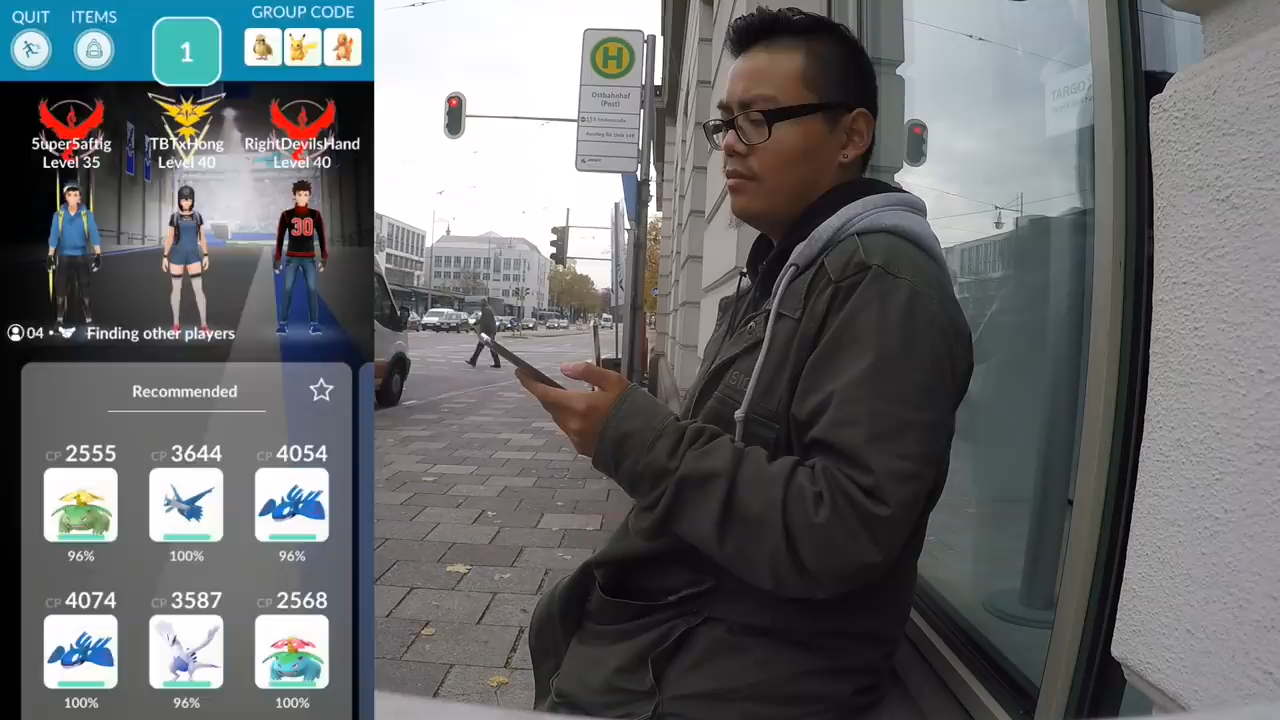 QUIT
ITEMS
1
GROUP CODE
5uper5aftig
Level 35
TBTxHong
Level 40
RightDevilsHand
Level 40
30
04 • Finding other players
Recommended
CP 2555
CP 3644
CP 4054
96%
100%
96%
CP 4074
CP 3587
CP 2568
100%
96%
100%
H
Ostbahnhof
(Post)